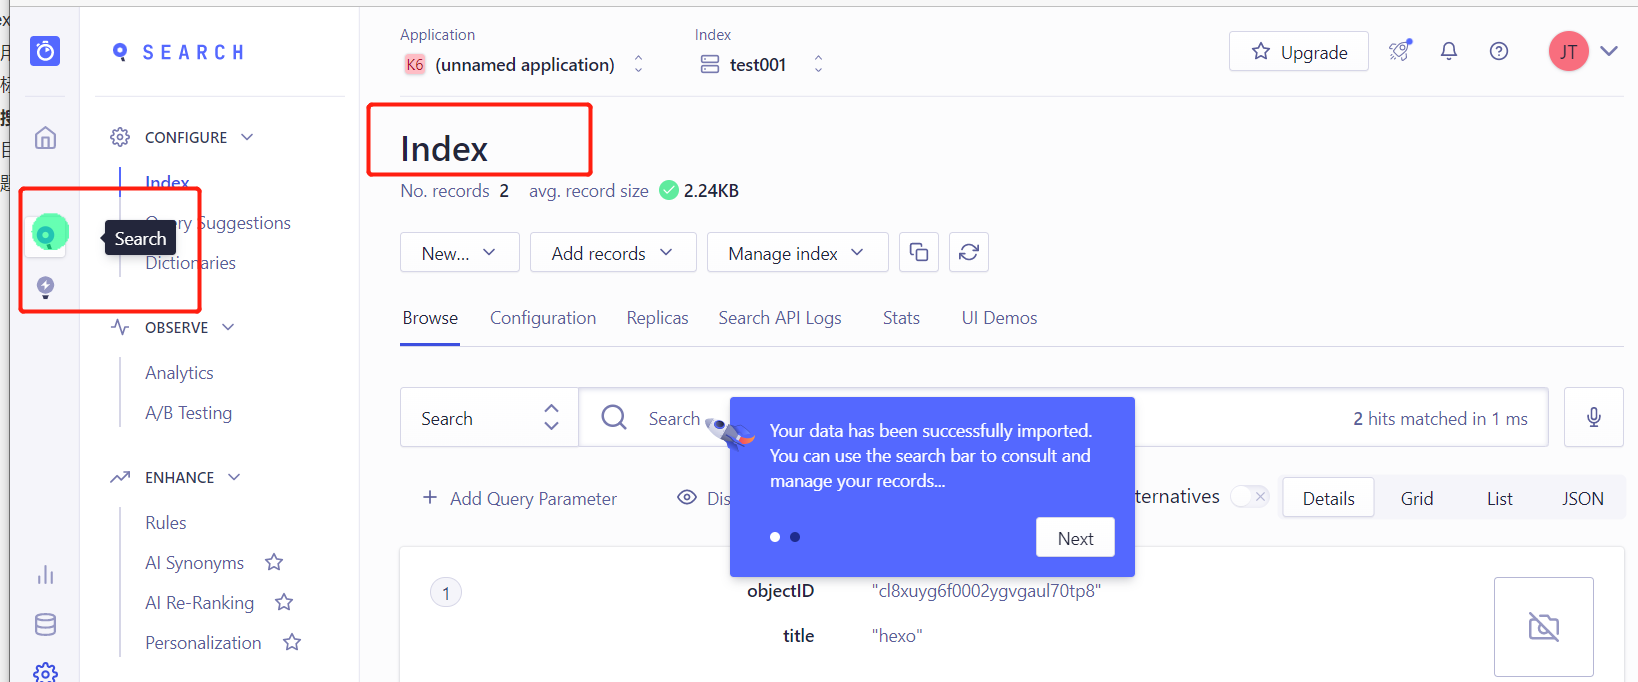 SEARCH
CONFIGURE
Index
Query Suggestions
Search
Dictionaries
OBSERVE
Analytics
A/B Testing
ENHANCE
Rules
AI Synonyms
AI Re-Ranking
Personalization
Application
K6 (unnamed application)
Index
test001
Upgrade
JT
Index
No. records 2 avg. record size 2.24KB
New...
Add records
Manage index
Browse
Configuration
Replicas
Search API Logs
Stats
UI Demos
Search
Search
2 hits matched in 1 ms
Your data has been successfully imported.
You can use the search bar to consult and
manage your records...
Next
Add Query Parameter
Dis
ternatives
Details
Grid
List
JSON
1
objectID "cl8xuyg6f0002ygvgaul70tp8"
title "hexo"